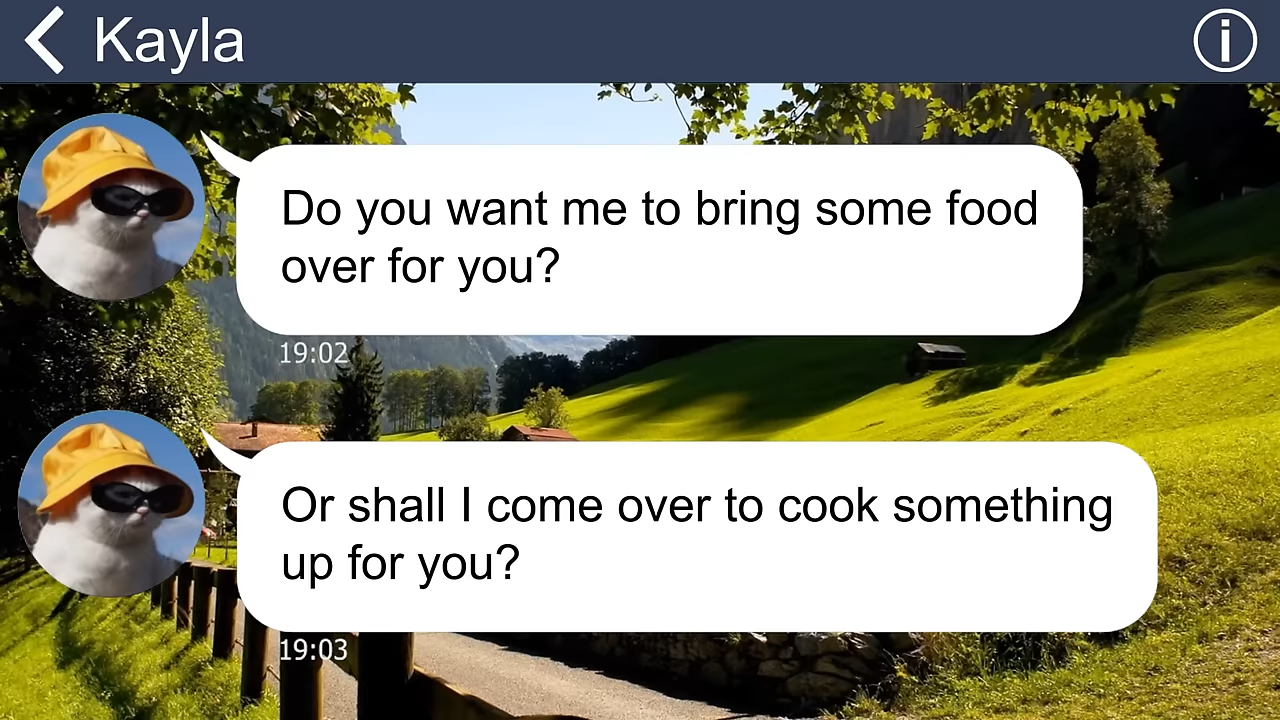 Kayla
Do you want me to bring some food
over for you?
19:02
Or shall I come over to cook something
up for you?
19:03